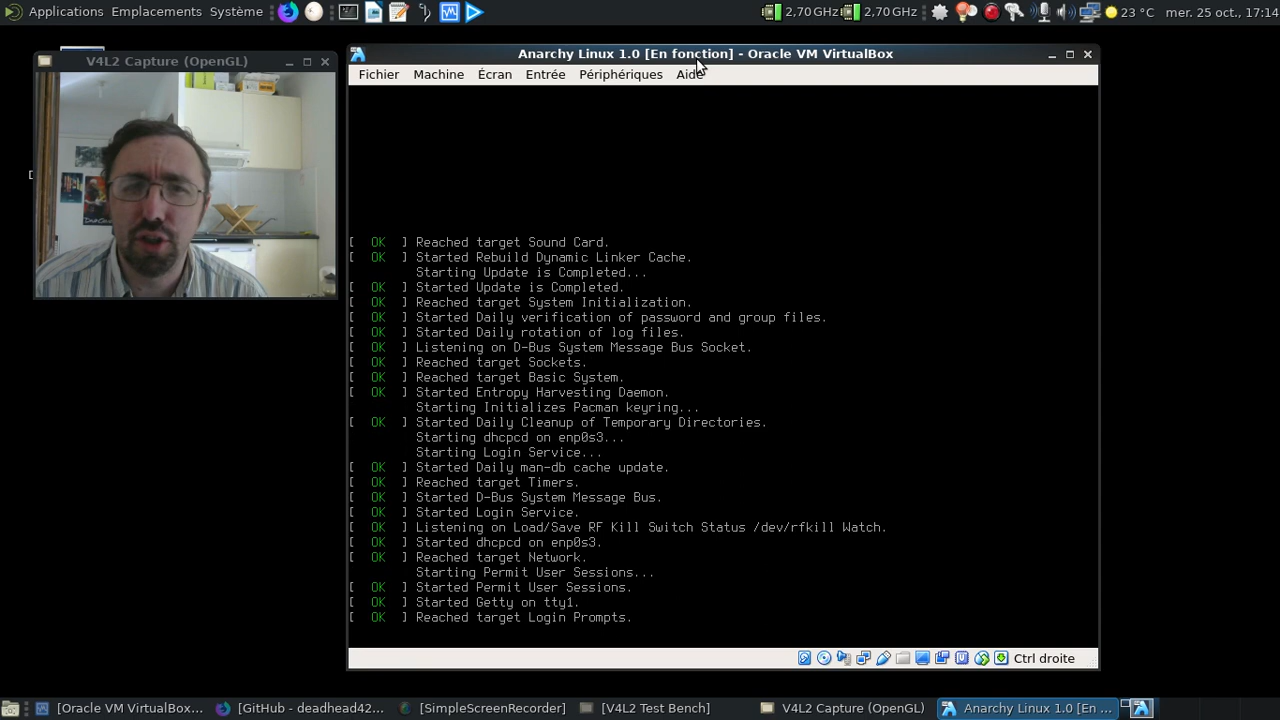 Applications Emplacements Système
2,70 GHz 2,70 GHz 23 °C mer. 25 oct., 17:14
V4L2 Capture (OpenGL)
Anarchy Linux 1.0 [En fonction] - Oracle VM VirtualBox
Fichier Machine Écran Entrée Périphériques Aide
[ OK ] Reached target Sound Card.
[ OK ] Started Rebuild Dynamic Linker Cache.
Starting Update is Completed...
[ OK ] Started Update is Completed.
[ OK ] Reached target System Initialization.
[ OK ] Started Daily verification of password and group files.
[ OK ] Started Daily rotation of log files.
[ OK ] Listening on D-Bus System Message Bus Socket.
[ OK ] Reached target Sockets.
[ OK ] Reached target Basic System.
[ OK ] Started Entropy Harvesting Daemon.
Starting Initializes Pacman keyring...
[ OK ] Started Daily Cleanup of Temporary Directories.
Starting dhcpcd on enp0s3...
Starting Login Service...
[ OK ] Started Daily man-db cache update.
[ OK ] Reached target Timers.
[ OK ] Started D-Bus System Message Bus.
[ OK ] Started Login Service.
[ OK ] Listening on Load/Save RF Kill Switch Status /dev/rfkill Watch.
[ OK ] Started dhcpcd on enp0s3.
[ OK ] Reached target Network.
Starting Permit User Sessions...
[ OK ] Started Permit User Sessions.
[ OK ] Started Getty on tty1.
[ OK ] Reached target Login Prompts.
Ctrl droite
[Oracle VM VirtualBox... [GitHub - deadhead42... [SimpleScreenRecorder] [V4L2 Test Bench] V4L2 Capture (OpenGL) Anarchy Linux 1.0 [En ...